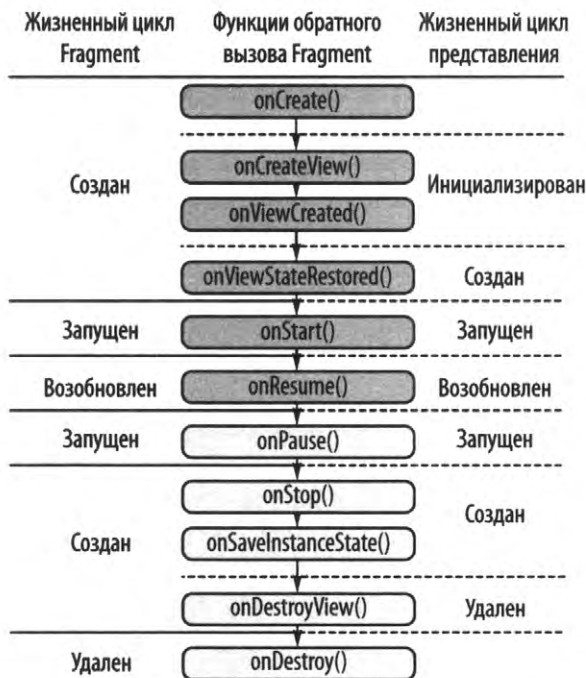 Жизненный цикл Fragment
Функции обратного вызова Fragment
Жизненный цикл представления
onCreate()
onCreateView()
Создан
Инициализирован
onViewCreated()
onViewStateRestored()
Создан
Запущен
onStart()
Запущен
Возобновлен
onResume()
Возобновлен
Запущен
onPause()
Запущен
onStop()
Создан
Создан
onSaveInstanceState()
onDestroyView()
Удален
Удален
onDestroy()